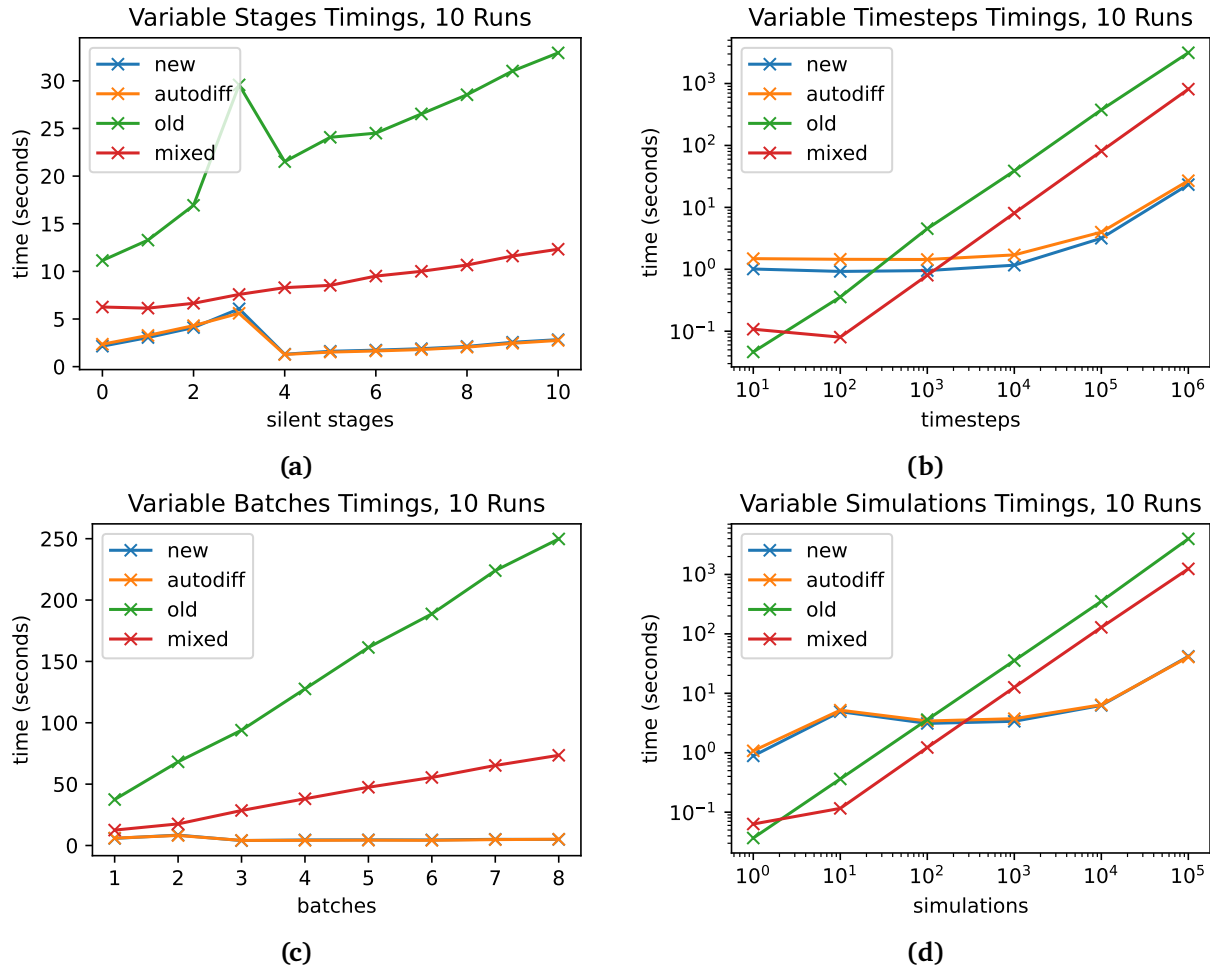 Variable Stages Timings, 10 Runs
new
autodiff
old
mixed
30
25
20
15
10
5
0
time (seconds)
0 2 4 6 8 10
silent stages
(a)
Variable Timesteps Timings, 10 Runs
new
autodiff
old
mixed
10³
10²
10¹
10⁰
10⁻¹
time (seconds)
10¹ 10² 10³ 10⁴ 10⁵ 10⁶
timesteps
(b)
Variable Batches Timings, 10 Runs
new
autodiff
old
mixed
250
200
150
100
50
0
time (seconds)
1 2 3 4 5 6 7 8
batches
(c)
Variable Simulations Timings, 10 Runs
new
autodiff
old
mixed
10³
10²
10¹
10⁰
10⁻¹
time (seconds)
10⁰ 10¹ 10² 10³ 10⁴ 10⁵
simulations
(d)